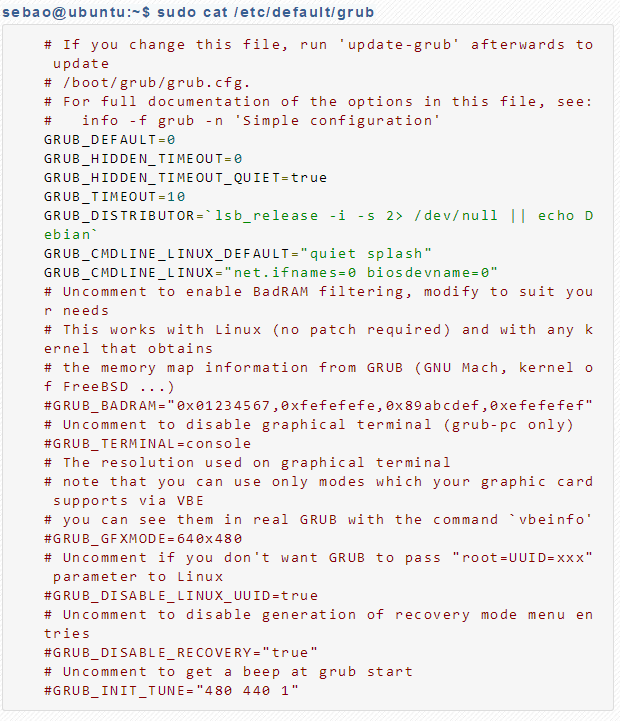 sebao@ubuntu:~$ sudo cat /etc/default/grub
# If you change this file, run 'update-grub' afterwards to
update
# /boot/grub/grub.cfg.
# For full documentation of the options in this file, see:
#   info -f grub -n 'Simple configuration'
GRUB_DEFAULT=0
GRUB_HIDDEN_TIMEOUT=0
GRUB_HIDDEN_TIMEOUT_QUIET=true
GRUB_TIMEOUT=10
GRUB_DISTRIBUTOR=`lsb_release -i -s 2> /dev/null || echo D
ebian`
GRUB_CMDLINE_LINUX_DEFAULT="quiet splash"
GRUB_CMDLINE_LINUX="net.ifnames=0 biosdevname=0"
# Uncomment to enable BadRAM filtering, modify to suit you
r needs
# This works with Linux (no patch required) and with any k
ernel that obtains
# the memory map information from GRUB (GNU Mach, kernel o
f FreeBSD ...)
#GRUB_BADRAM="0x01234567,0xfefefefe,0x89abcdef,0xefefefef"
# Uncomment to disable graphical terminal (grub-pc only)
#GRUB_TERMINAL=console
# The resolution used on graphical terminal
# note that you can use only modes which your graphic card
supports via VBE
# you can see them in real GRUB with the command `vbeinfo'
#GRUB_GFXMODE=640x480
# Uncomment if you don't want GRUB to pass "root=UUID=xxx"
parameter to Linux
#GRUB_DISABLE_LINUX_UUID=true
# Uncomment to disable generation of recovery mode menu en
tries
#GRUB_DISABLE_RECOVERY="true"
# Uncomment to get a beep at grub start
#GRUB_INIT_TUNE="480 440 1"